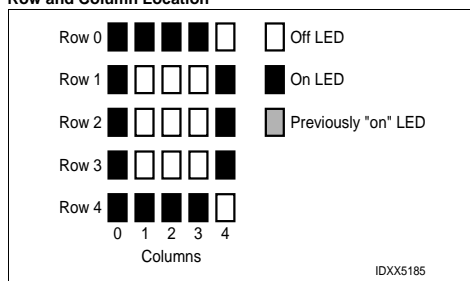 Row and Column Location
Row 0
Off LED
Row 1
On LED
Row 2
Previously "on" LED
Row 3
Row 4
0 1 2 3 4
Columns
IDXX5185